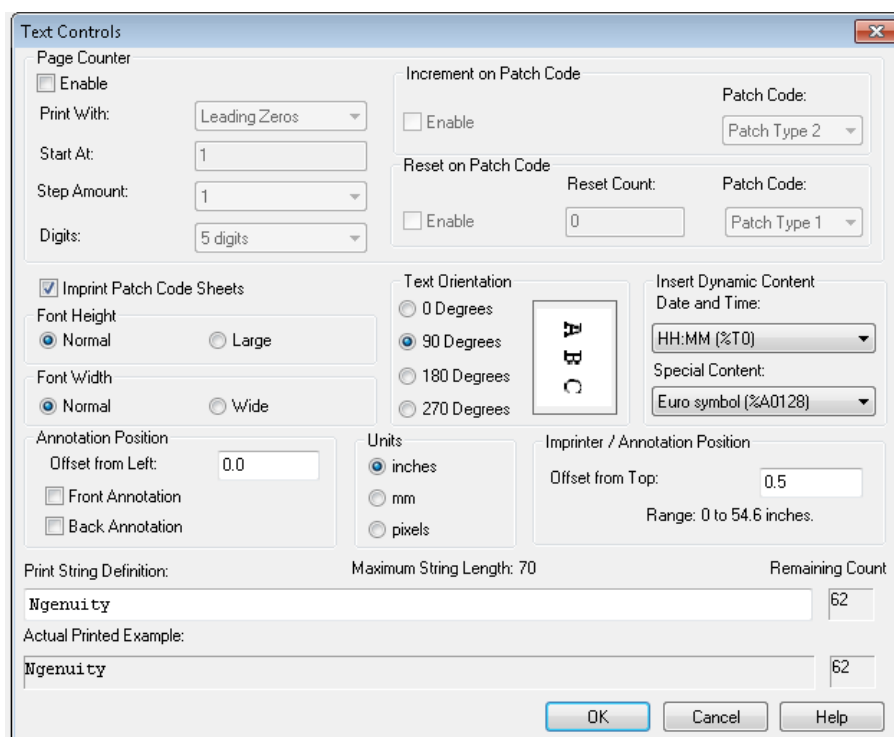 Text Controls
Page Counter
Enable
Print With:
Leading Zeros
Start At:
1
Step Amount:
1
Digits:
5 digits
Increment on Patch Code
Enable
Patch Code:
Patch Type 2
Reset on Patch Code
Enable
Reset Count:
0
Patch Code:
Patch Type 1
Imprint Patch Code Sheets
Font Height
Normal
Large
Font Width
Normal
Wide
Text Orientation
0 Degrees
90 Degrees
180 Degrees
270 Degrees
A B C
Insert Dynamic Content
Date and Time:
HH:MM (%T0)
Special Content:
Euro symbol (%A0128)
Annotation Position
Offset from Left:
0.0
Front Annotation
Back Annotation
Units
inches
mm
pixels
Imprinter / Annotation Position
Offset from Top:
0.5
Range: 0 to 54.6 inches.
Print String Definition:
Maximum String Length: 70
Remaining Count
Ngenuity
62
Actual Printed Example:
Ngenuity
62
OK
Cancel
Help